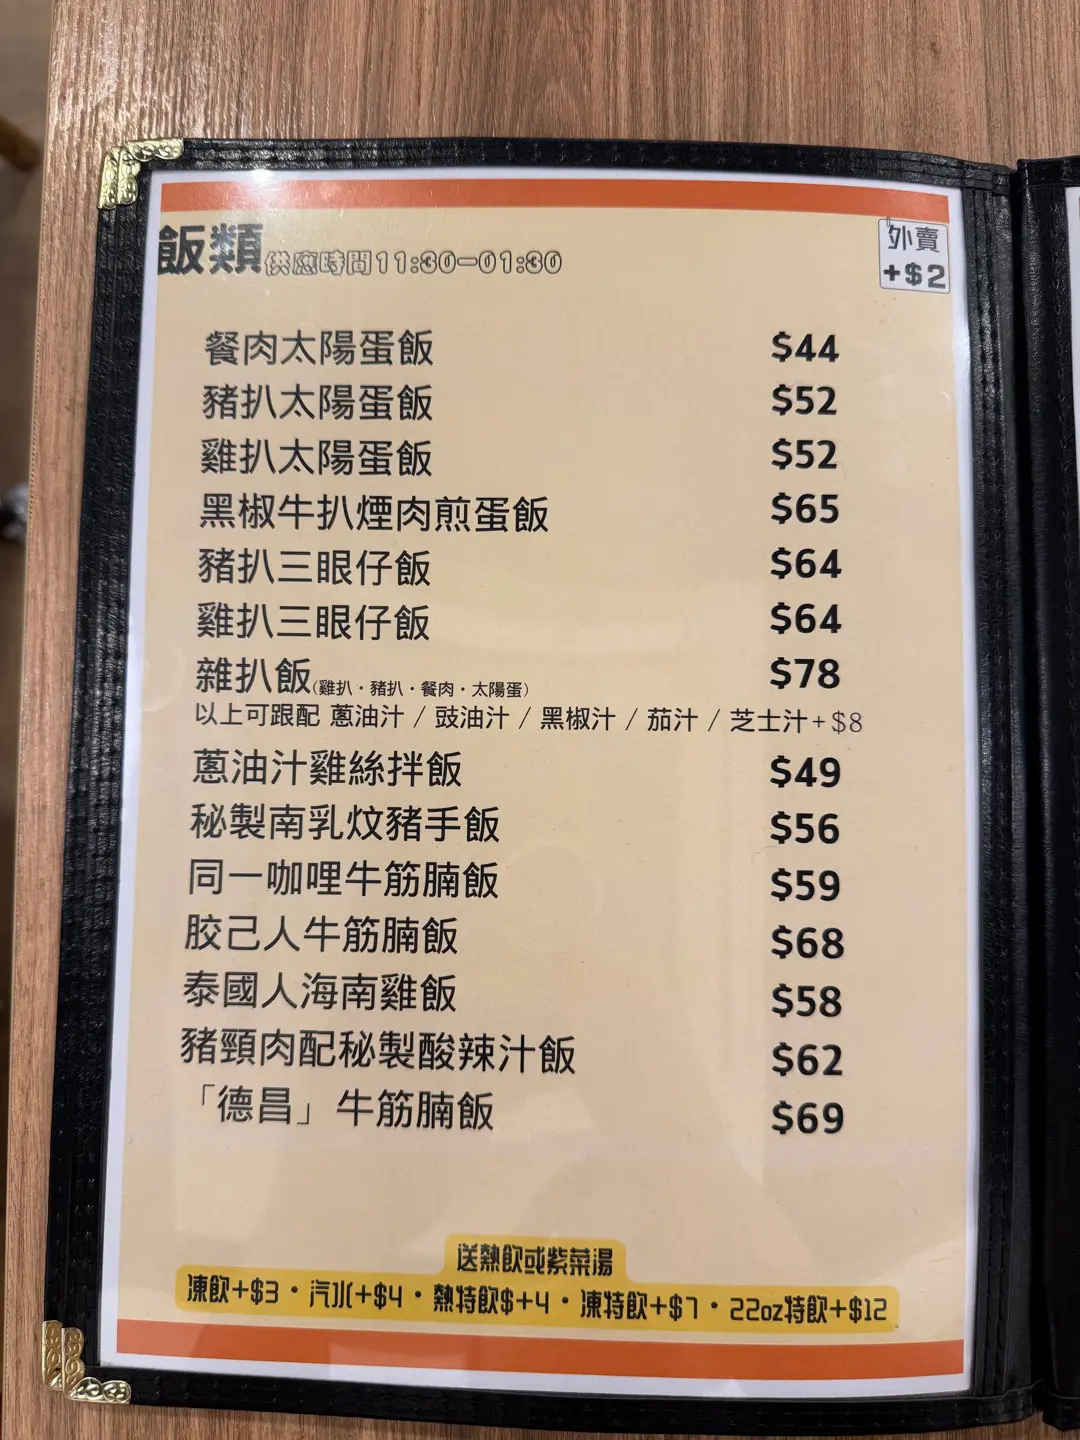 飯類 供應時間11:30-01:30
外賣
+$2
餐肉太陽蛋飯 $44
豬扒太陽蛋飯 $52
雞扒太陽蛋飯 $52
黑椒牛扒煙肉煎蛋飯 $65
豬扒三眼仔飯 $64
雞扒三眼仔飯 $64
雜扒飯(雞扒・豬扒・餐肉・太陽蛋) $78
以上可跟配 蔥油汁 / 豉油汁 / 黑椒汁 / 茄汁 / 芝士汁+$8
蔥油汁雞絲拌飯 $49
秘製南乳炆豬手飯 $56
同一咖哩牛筋腩飯 $59
胶己人牛筋腩飯 $68
泰國人海南雞飯 $58
豬頸肉配秘製酸辣汁飯 $62
「德昌」牛筋腩飯 $69
送熱飲或紫菜湯
凍飲+$3・汽水+$4・熱特飲$+4・凍特飲+$7・22oz特飲+$12